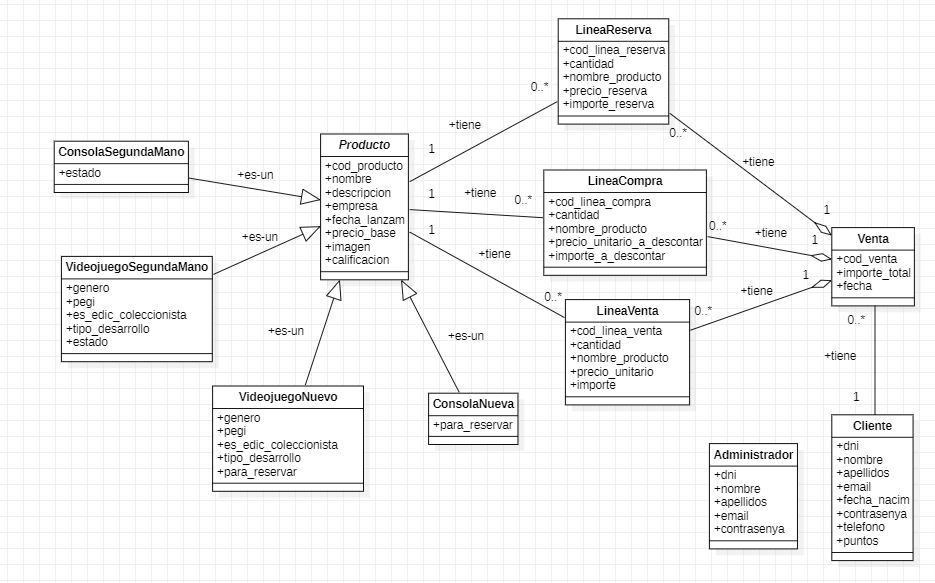 LineaReserva
+cod_linea_reserva
+cantidad
+nombre_producto
+precio_reserva
+importe_reserva
0..*
+tiene
1
0..*
+tiene
1
ConsolaSegundaMano
+estado
+es-un
Producto
+cod_producto
+nombre
+descripcion
+empresa
+fecha_lanzam
+precio_base
+imagen
+calificacion
1
+tiene
0..*
LineaCompra
+cod_linea_compra
+cantidad
+nombre_producto
+precio_unitario_a_descontar
+importe_a_descontar
0..*
+tiene
1
Venta
+cod_venta
+importe_total
+fecha
+es-un
VideojuegoSegundaMano
+genero
+pegi
+es_edic_coleccionista
+tipo_desarrollo
+estado
1
+tiene
0..*
LineaVenta
+cod_linea_venta
+cantidad
+nombre_producto
+precio_unitario
+importe
0..*
+tiene
1
0..*
+tiene
1
+es-un
VideojuegoNuevo
+genero
+pegi
+es_edic_coleccionista
+tipo_desarrollo
+para_reservar
+es-un
ConsolaNueva
+para_reservar
Administrador
+dni
+nombre
+apellidos
+email
+contrasenya
Cliente
+dni
+nombre
+apellidos
+email
+fecha_nacim
+contrasenya
+telefono
+puntos